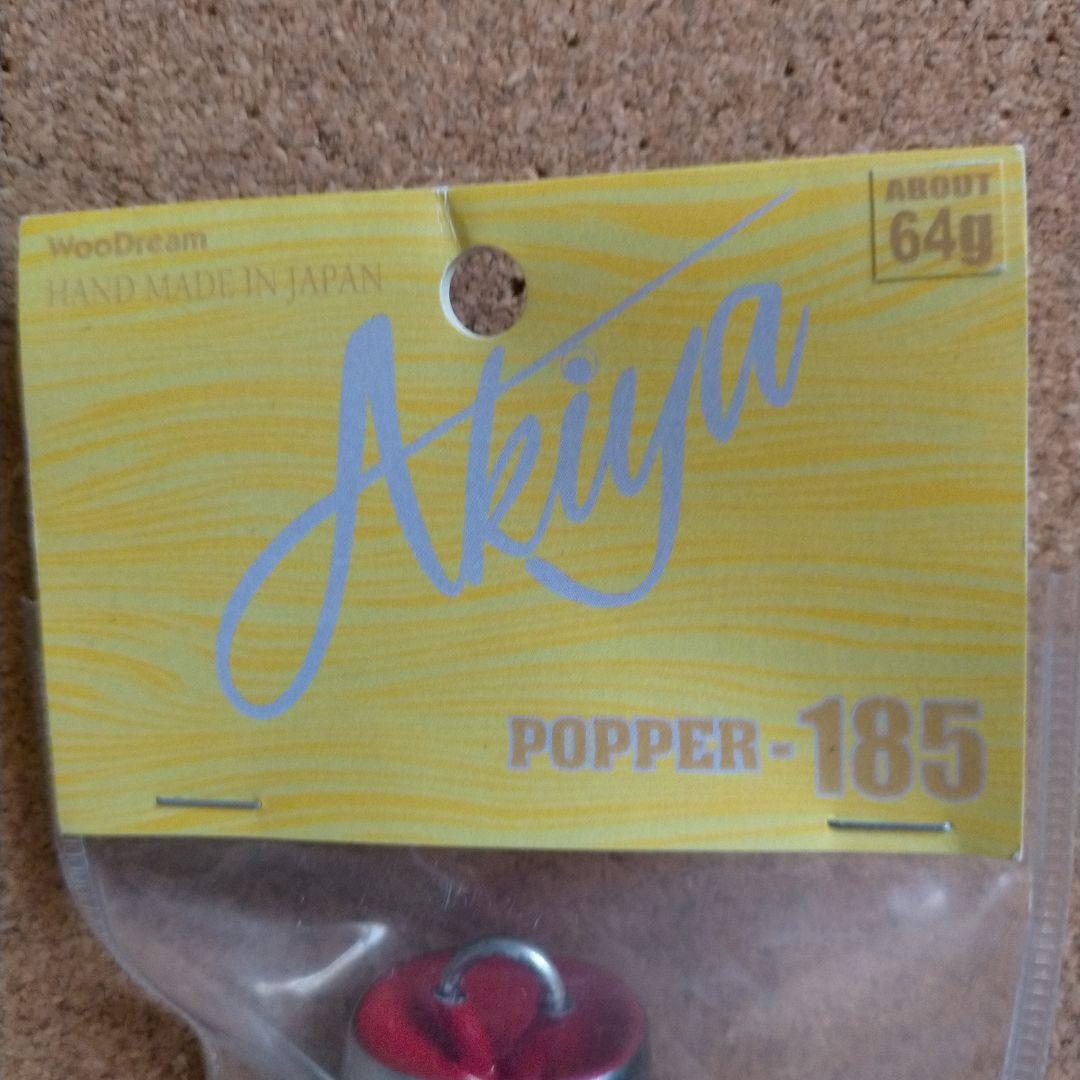 WooDream
HAND MADE IN JAPAN
ABOUT
64g
Akiya
POPPER-185